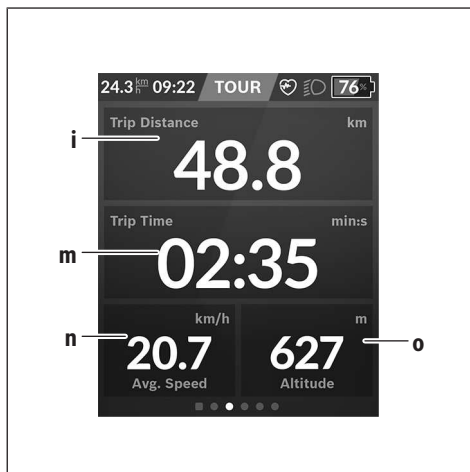 24.3 km/h 09:22 TOUR 76%
Trip Distance km
i
48.8
Trip Time min:s
m
02:35
km/h m
n
o
20.7 627
Avg. Speed Altitude